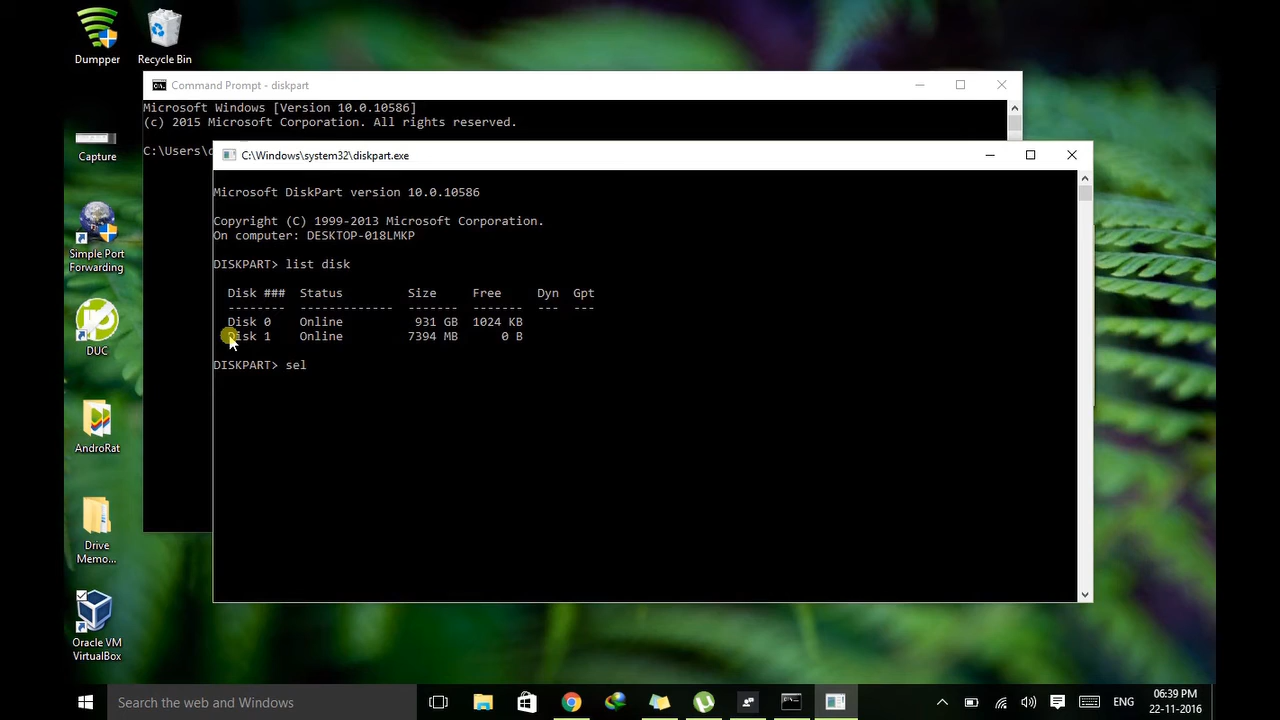 Dumpper
Recycle Bin
Capture
Simple Port
Forwarding
DUC
AndroRat
Drive
Memo...
Oracle VM
VirtualBox
Command Prompt - diskpart
Microsoft Windows [Version 10.0.10586]
(c) 2015 Microsoft Corporation. All rights reserved.
C:\Users\
C:\Windows\system32\diskpart.exe
Microsoft DiskPart version 10.0.10586
Copyright (C) 1999-2013 Microsoft Corporation.
On computer: DESKTOP-018LMKP
DISKPART> list disk
Disk ### Status Size Free Dyn Gpt
-------- ------------- ------- ------- --- ---
Disk 0 Online 931 GB 1024 KB
Disk 1 Online 7394 MB 0 B
DISKPART> sel
Search the web and Windows
ENG
06:39 PM
22-11-2016